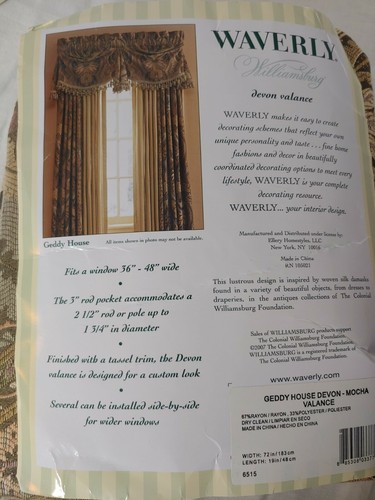 WAVERLY
Williamsburg
devon valance
WAVERLY makes it easy to create
decorating schemes that reflect your own
unique personality and taste . . . fine home
fashions and decor in beautifully
coordinated decorating options to meet every
lifestyle, WAVERLY is your complete
decorating resource.
WAVERLY... your interior design.
Manufactured and Distributed under license by:
Ellery Homestyles, LLC
New York, NY 10016
Made in China
RN 105021
This lustrous design is inspired by woven silk damasks
found in a variety of beautiful forms, from dresses to
draperies, in the antiques collections of The Colonial
Williamsburg Foundation.
Sales of WILLIAMSBURG products support
The Colonial Williamsburg Foundation.
©2007 The Colonial Williamsburg Foundation.
WILLIAMSBURG is a registered trademark of
The Colonial Williamsburg Foundation.
www.waverly.com
Geddy House
All items shown in photo may not be available.
Fits a window 36" - 48" wide
•
The 3" rod pocket accommodates a
2 1/2" rod or pole up to
1 3/4" in diameter
•
Finished with a tassel trim, the Devon
valance is designed for a custom look
•
Several can be installed side-by-side
for wider windows
GEDDY HOUSE DEVON - MOCHA
VALANCE
67%RAYON / RAYON , 33%POLYESTER / POLIESTER
DRY CLEAN / LIMPIAR EN SECO
MADE IN CHINA / HECHO EN CHINA
WIDTH: 72in/183cm
LENGTH: 19in/48cm
6515